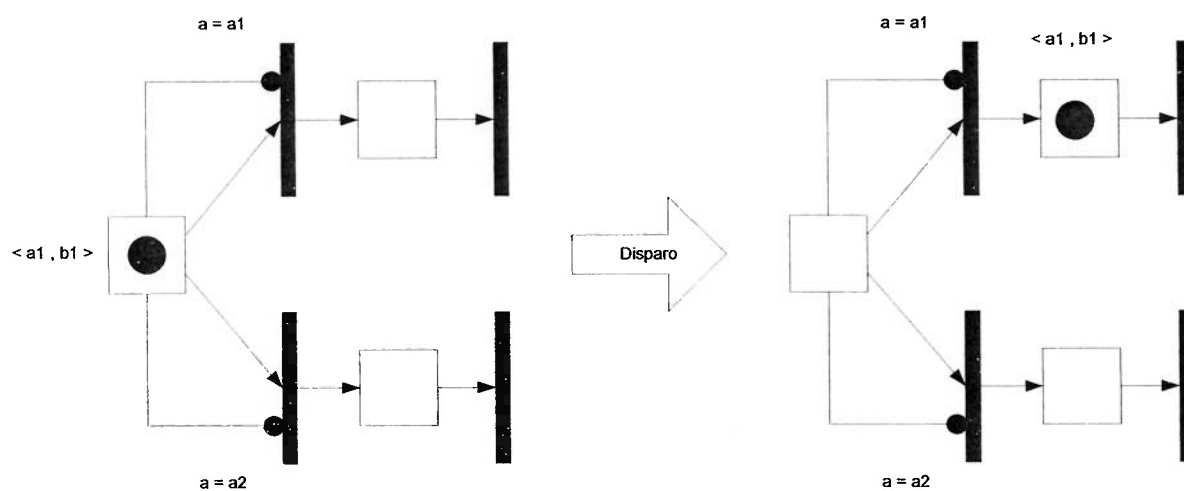 a = a1
< a1 , b1 >
a = a2
Disparo
a = a1
< a1 , b1 >
a = a2